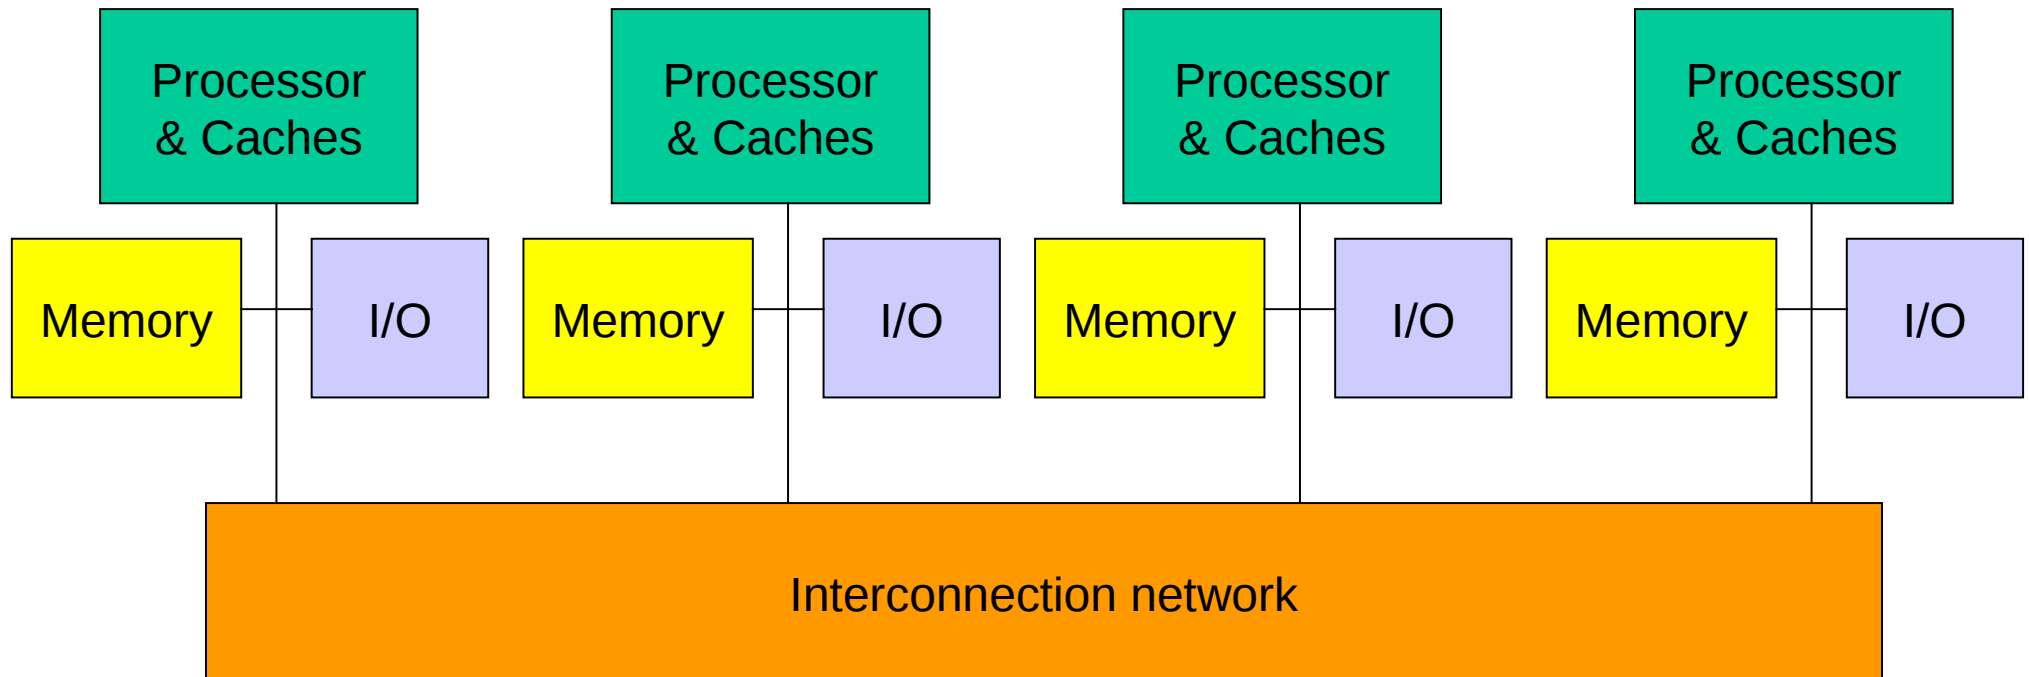 Processor
& Caches
Processor
& Caches
Processor
& Caches
Processor
& Caches
Memory
I/O
Memory
I/O
Memory
I/O
Memory
I/O
Interconnection network